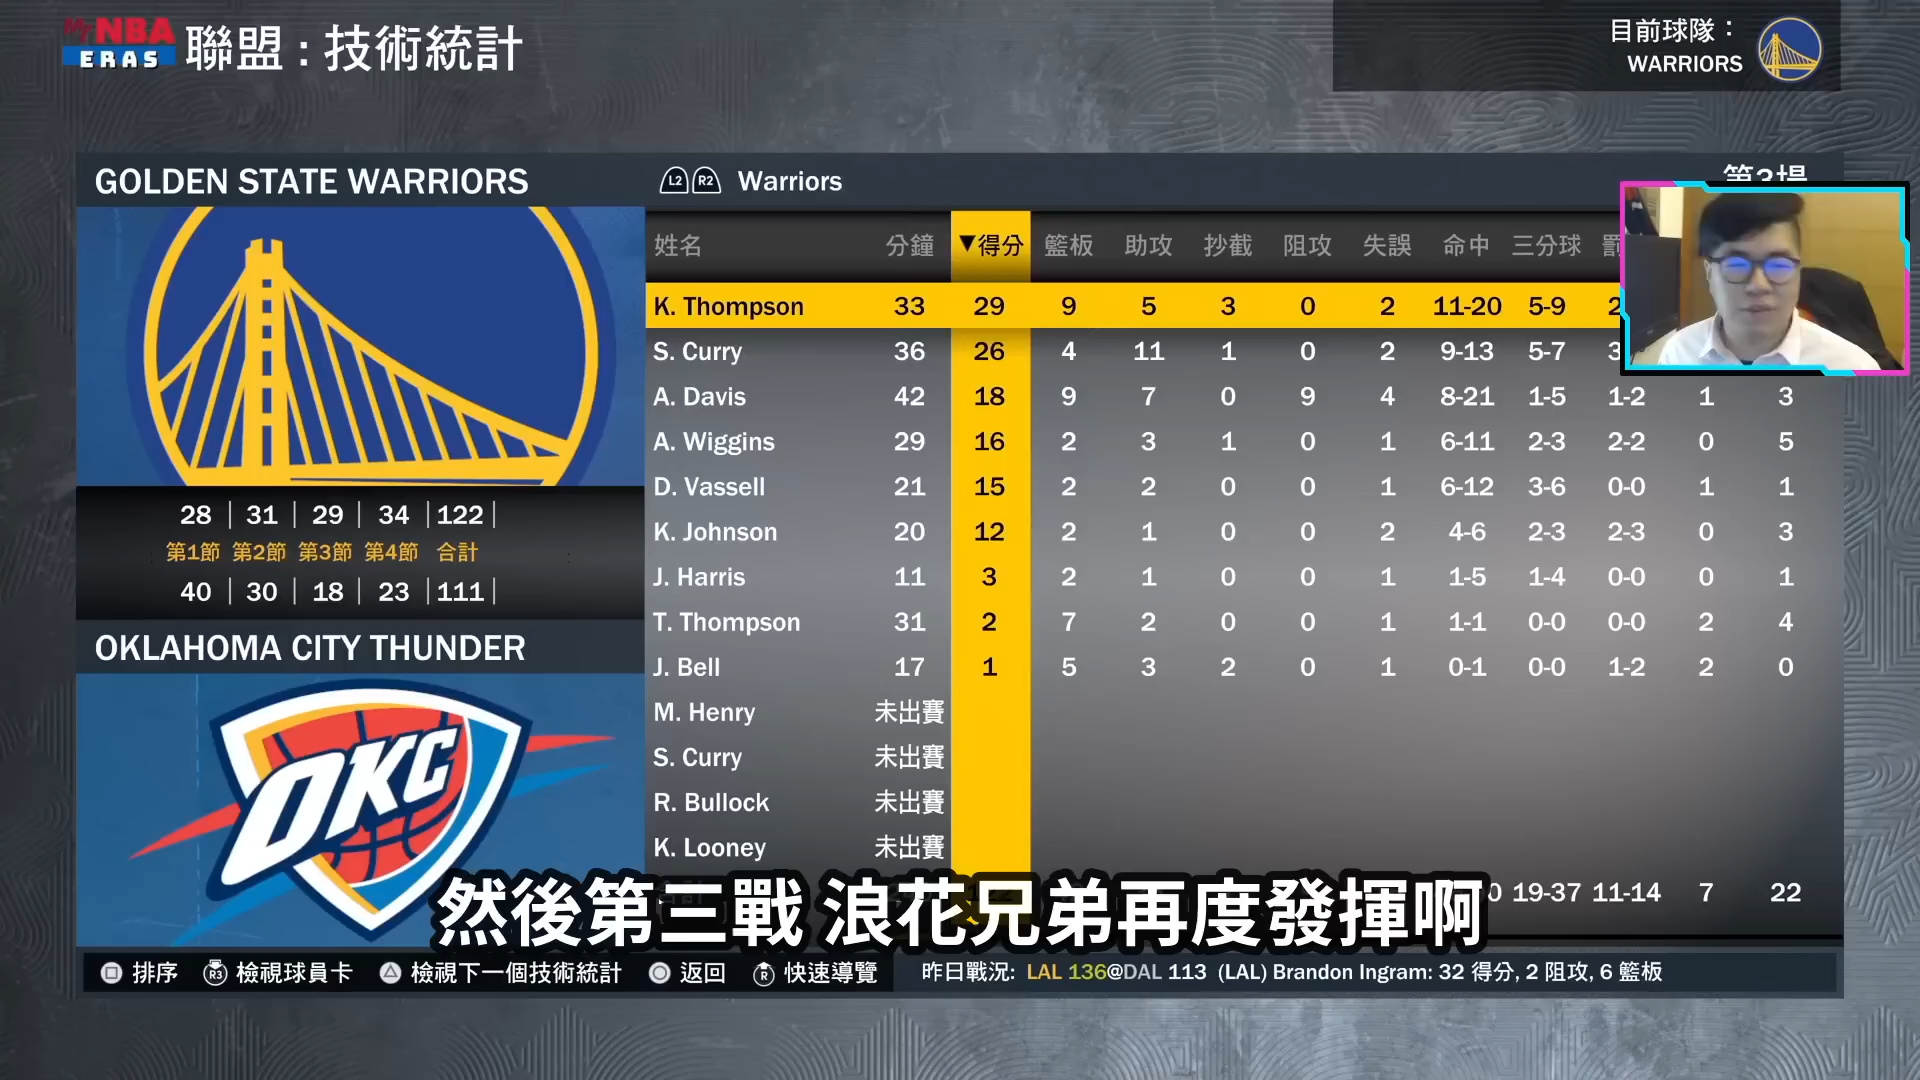 MyNBA ERAS 聯盟 : 技術統計
目前球隊：
WARRIORS
GOLDEN STATE WARRIORS
L2 R2 Warriors
第3場
姓名 分鐘 ▼得分 籃板 助攻 抄截 阻攻 失誤 命中 三分球
K. Thompson 33 29 9 5 3 0 2 11-20 5-9
S. Curry 36 26 4 11 1 0 2 9-13 5-7
A. Davis 42 18 9 7 0 9 4 8-21 1-5 1-2 1 3
A. Wiggins 29 16 2 3 1 0 1 6-11 2-3 2-2 0 5
D. Vassell 21 15 2 2 0 0 1 6-12 3-6 0-0 1 1
K. Johnson 20 12 2 1 0 0 2 4-6 2-3 2-3 0 3
J. Harris 11 3 2 1 0 0 1 1-5 1-4 0-0 0 1
T. Thompson 31 2 7 2 0 0 1 1-1 0-0 0-0 2 4
J. Bell 17 1 5 3 2 0 1 0-1 0-0 1-2 2 0
M. Henry 未出賽
S. Curry 未出賽
R. Bullock 未出賽
K. Looney 未出賽
19-37 11-14 7 22
28 | 31 | 29 | 34 | 122 |
第1節 第2節 第3節 第4節 合計
40 | 30 | 18 | 23 | 111 |
OKLAHOMA CITY THUNDER
OKC
然後第三戰 浪花兄弟再度發揮啊
排序 R3 檢視球員卡 檢視下一個技術統計 返回 R 快速導覽
昨日戰況: LAL 136@DAL 113 (LAL) Brandon Ingram: 32 得分, 2 阻攻, 6 籃板